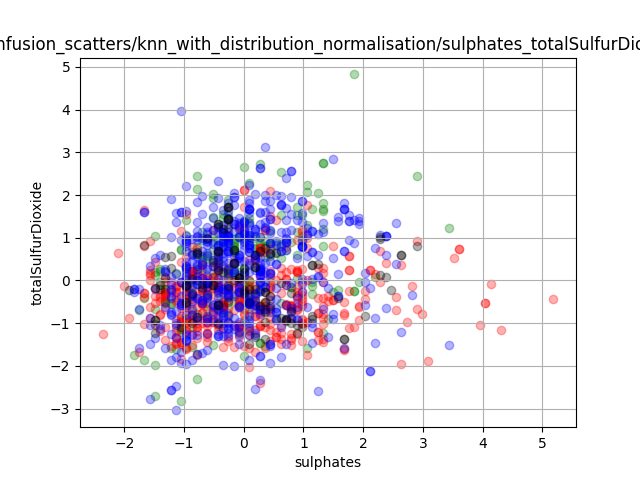 nfusion_scatters/knn_with_distribution_normalisation/sulphates_totalSulfurDio
5
4
3
2
1
0
−1
−2
−3
totalSulfurDioxide
−2 −1 0 1 2 3 4 5
sulphates